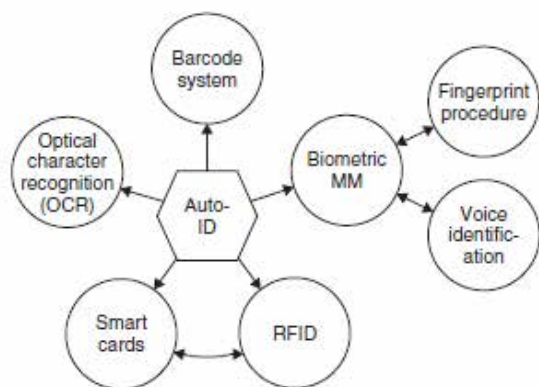 Barcode
system
Fingerprint
procedure
Optical
character
recognition
(OCR)
Biometric
MM
Auto-
ID
Voice
identific-
ation
Smart
cards
RFID